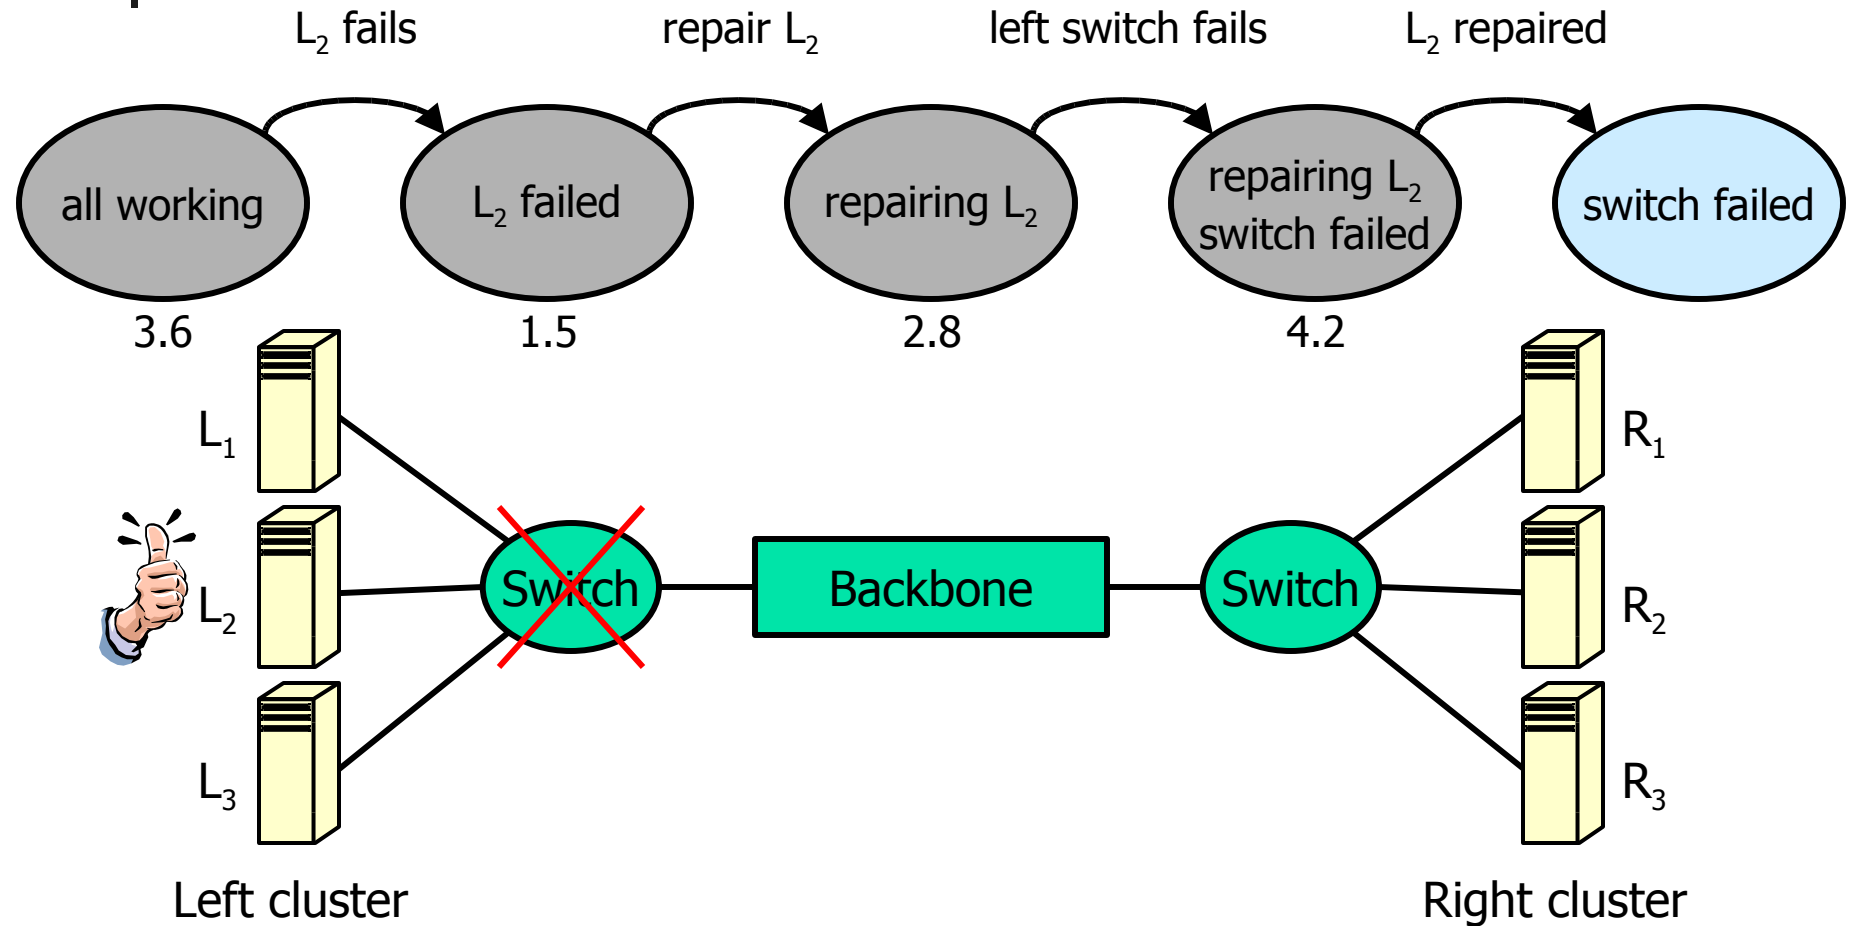 L₂ fails
repair L₂
left switch fails
L₂ repaired
all working
L₂ failed
repairing L₂
repairing L₂
switch failed
switch failed
3.6
1.5
2.8
4.2
L₁
R₁
Switch
Backbone
Switch
L₂
R₂
L₃
R₃
Left cluster
Right cluster